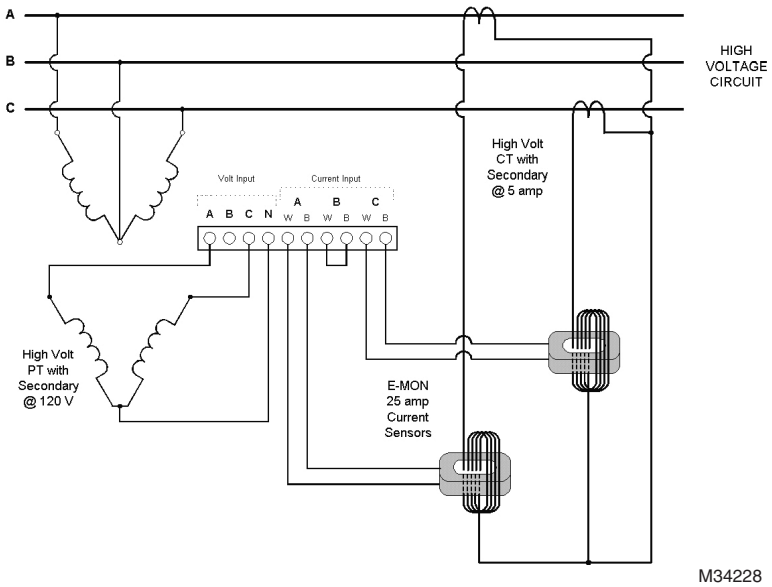 A
B
C
HIGH
VOLTAGE
CIRCUIT
High Volt
CT with
Secondary
@ 5 amp
Volt Input
Current Input
A B C
A B C N W B W B W B
High Volt
PT with
Secondary
@ 120 V
E-MON
25 amp
Current
Sensors
M34228